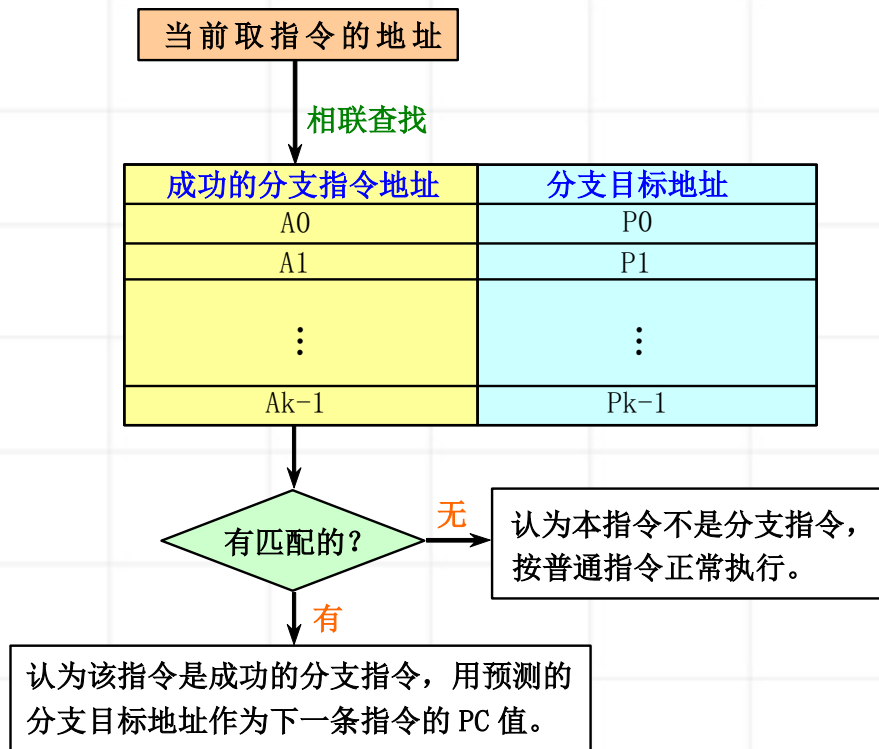 当前取指令的地址
相联查找
成功的分支指令地址 分支目标地址
A0 P0
A1 P1
⋮ ⋮
Ak-1 Pk-1
有匹配的？
无
认为本指令不是分支指令，
按普通指令正常执行。
有
认为该指令是成功的分支指令，用预测的
分支目标地址作为下一条指令的 PC 值。